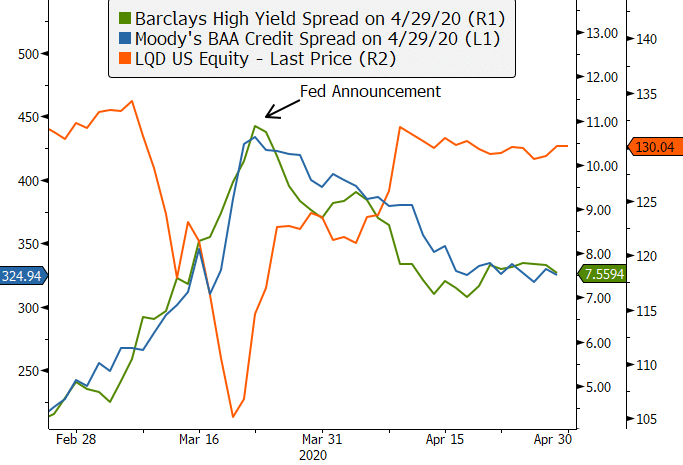 Barclays High Yield Spread on 4/29/20 (R1)
Moody's BAA Credit Spread on 4/29/20 (L1)
LQD US Equity - Last Price (R2)
Fed Announcement
500
450
400
350
324.94
300
250
13.00
12.00
11.00
10.00
9.00
8.00
7.5594
7.00
6.00
5.00
140
135
130.04
125
120
115
110
105
Feb 28
Mar 16
Mar 31
Apr 15
Apr 30
2020